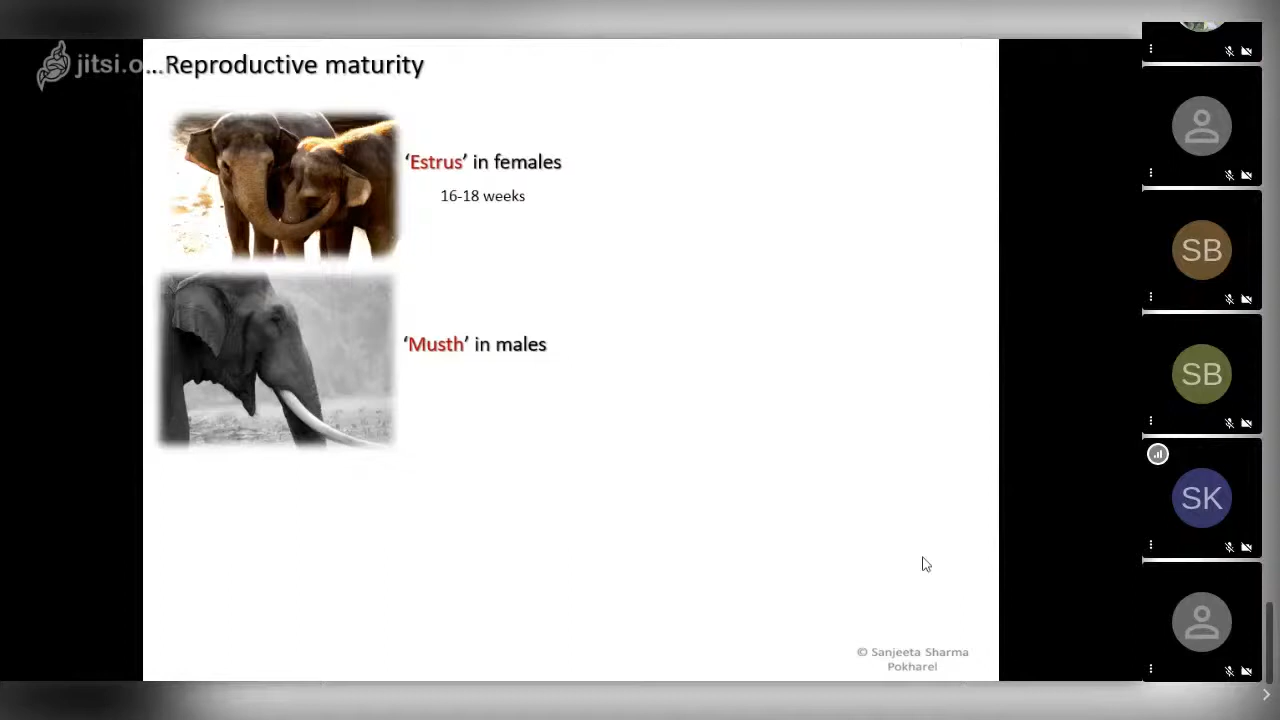 jitsi.o
...Reproductive maturity
‘Estrus’ in females
16-18 weeks
‘Musth’ in males
© Sanjeeta Sharma
Pokharel
SB
SB
SK